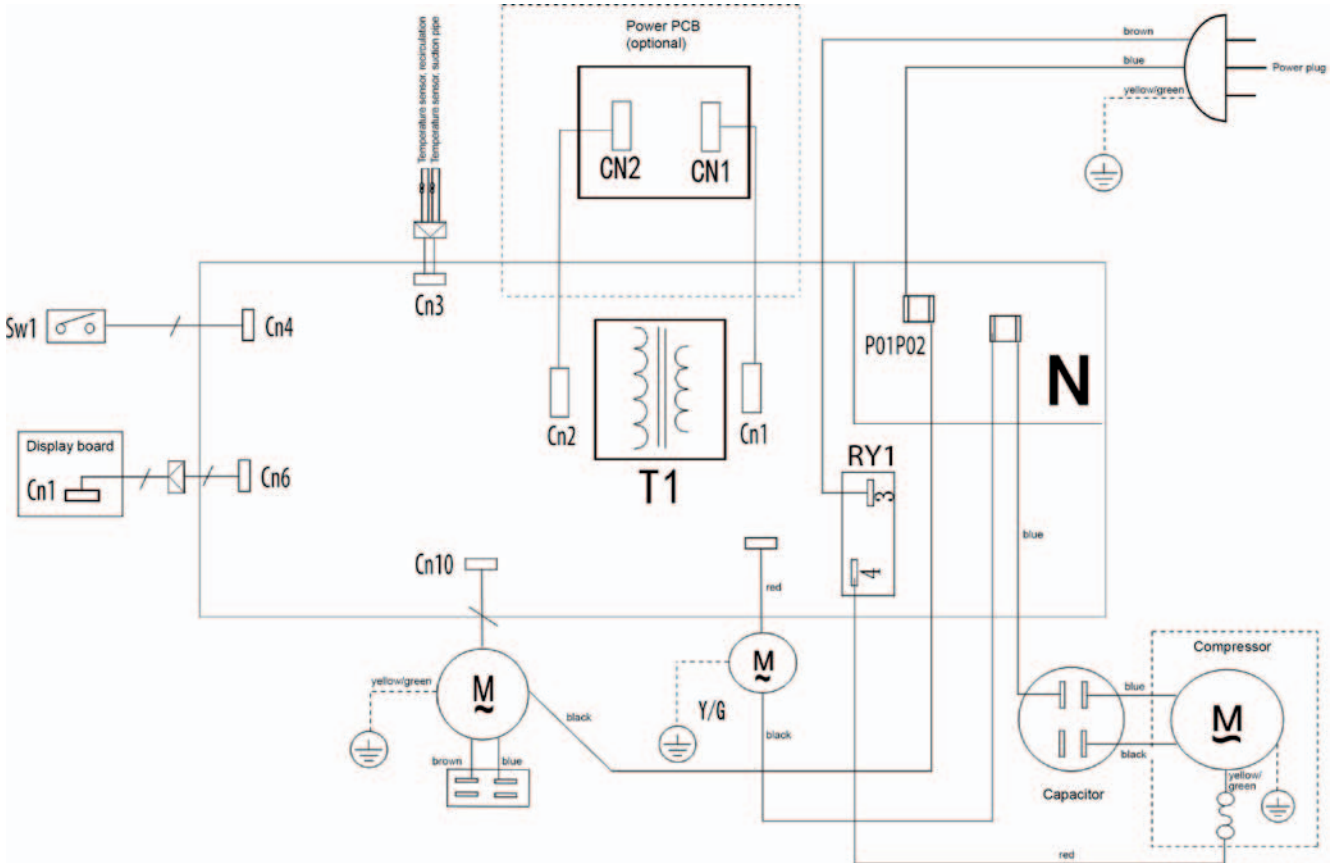 Power PCB
(optional)
CN2
CN1
brown
blue
yellow/green
Power plug
Temperature sensor, recirculation
Temperature sensor, suction pipe
Cn3
Sw1
Cn4
Display board
Cn1
Cn6
Cn2
Cn1
T1
P01P02
N
RY1
3
4
blue
Cn10
red
M
~
yellow/green
brown
blue
black
M
~
Y/G
black
Capacitor
blue
black
Compressor
M
~
yellow/
green
red